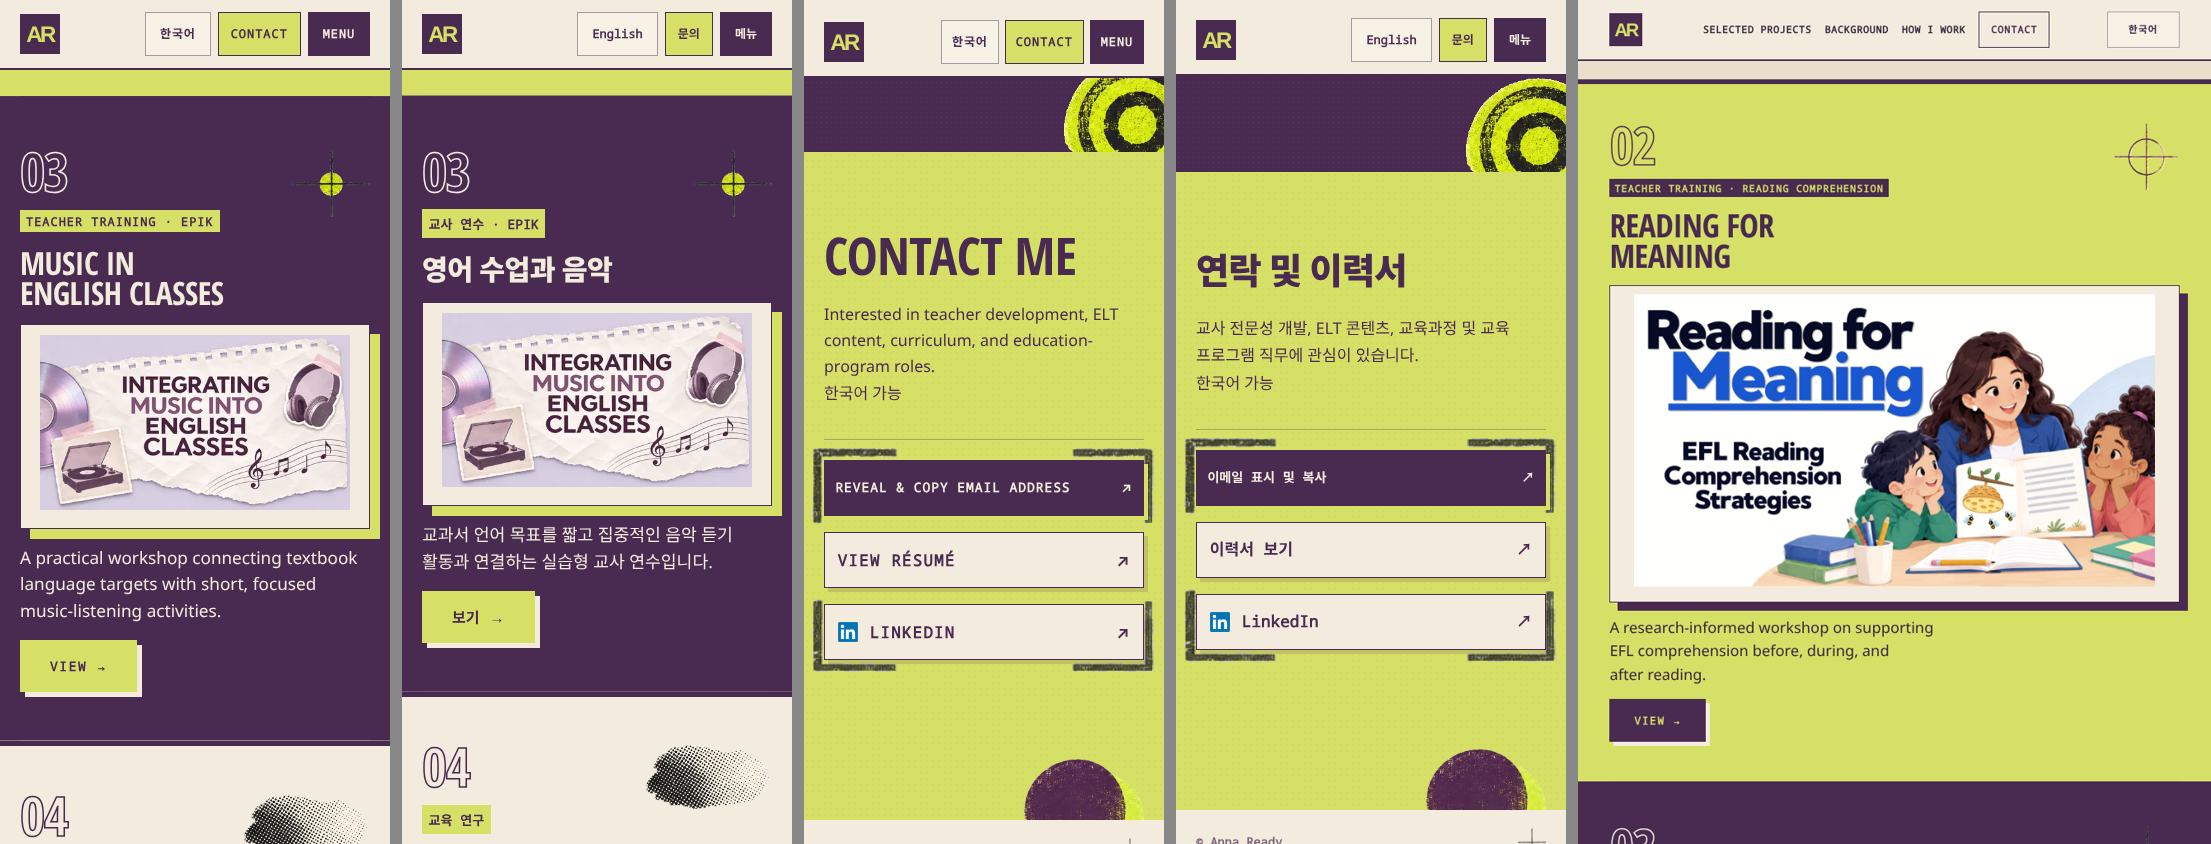 AR
한국어
CONTACT
MENU
03
TEACHER TRAINING · EPIK
MUSIC IN
ENGLISH CLASSES
INTEGRATING
MUSIC INTO
ENGLISH
CLASSES
A practical workshop connecting textbook
language targets with short, focused
music-listening activities.
VIEW →
04
AR
English
문의
메뉴
03
교사 연수 · EPIK
영어 수업과 음악
INTEGRATING
MUSIC INTO
ENGLISH
CLASSES
교과서 언어 목표를 짧고 집중적인 음악 듣기
활동과 연결하는 실습형 교사 연수입니다.
보기 →
04
교육 연구
AR
한국어
CONTACT
MENU
CONTACT ME
Interested in teacher development, ELT
content, curriculum, and education-
program roles.
한국어 가능
REVEAL & COPY EMAIL ADDRESS ↗
VIEW RÉSUMÉ ↗
in LINKEDIN ↗
AR
English
문의
메뉴
연락 및 이력서
교사 전문성 개발, ELT 콘텐츠, 교육과정 및 교육
프로그램 직무에 관심이 있습니다.
한국어 가능
이메일 표시 및 복사 ↗
이력서 보기 ↗
in LinkedIn ↗
© Anna Ready
AR
SELECTED PROJECTS
BACKGROUND
HOW I WORK
CONTACT
한국어
02
TEACHER TRAINING · READING COMPREHENSION
READING FOR
MEANING
Reading for
Meaning
EFL Reading
Comprehension
Strategies
A research-informed workshop on supporting
EFL comprehension before, during, and
after reading.
VIEW →
03